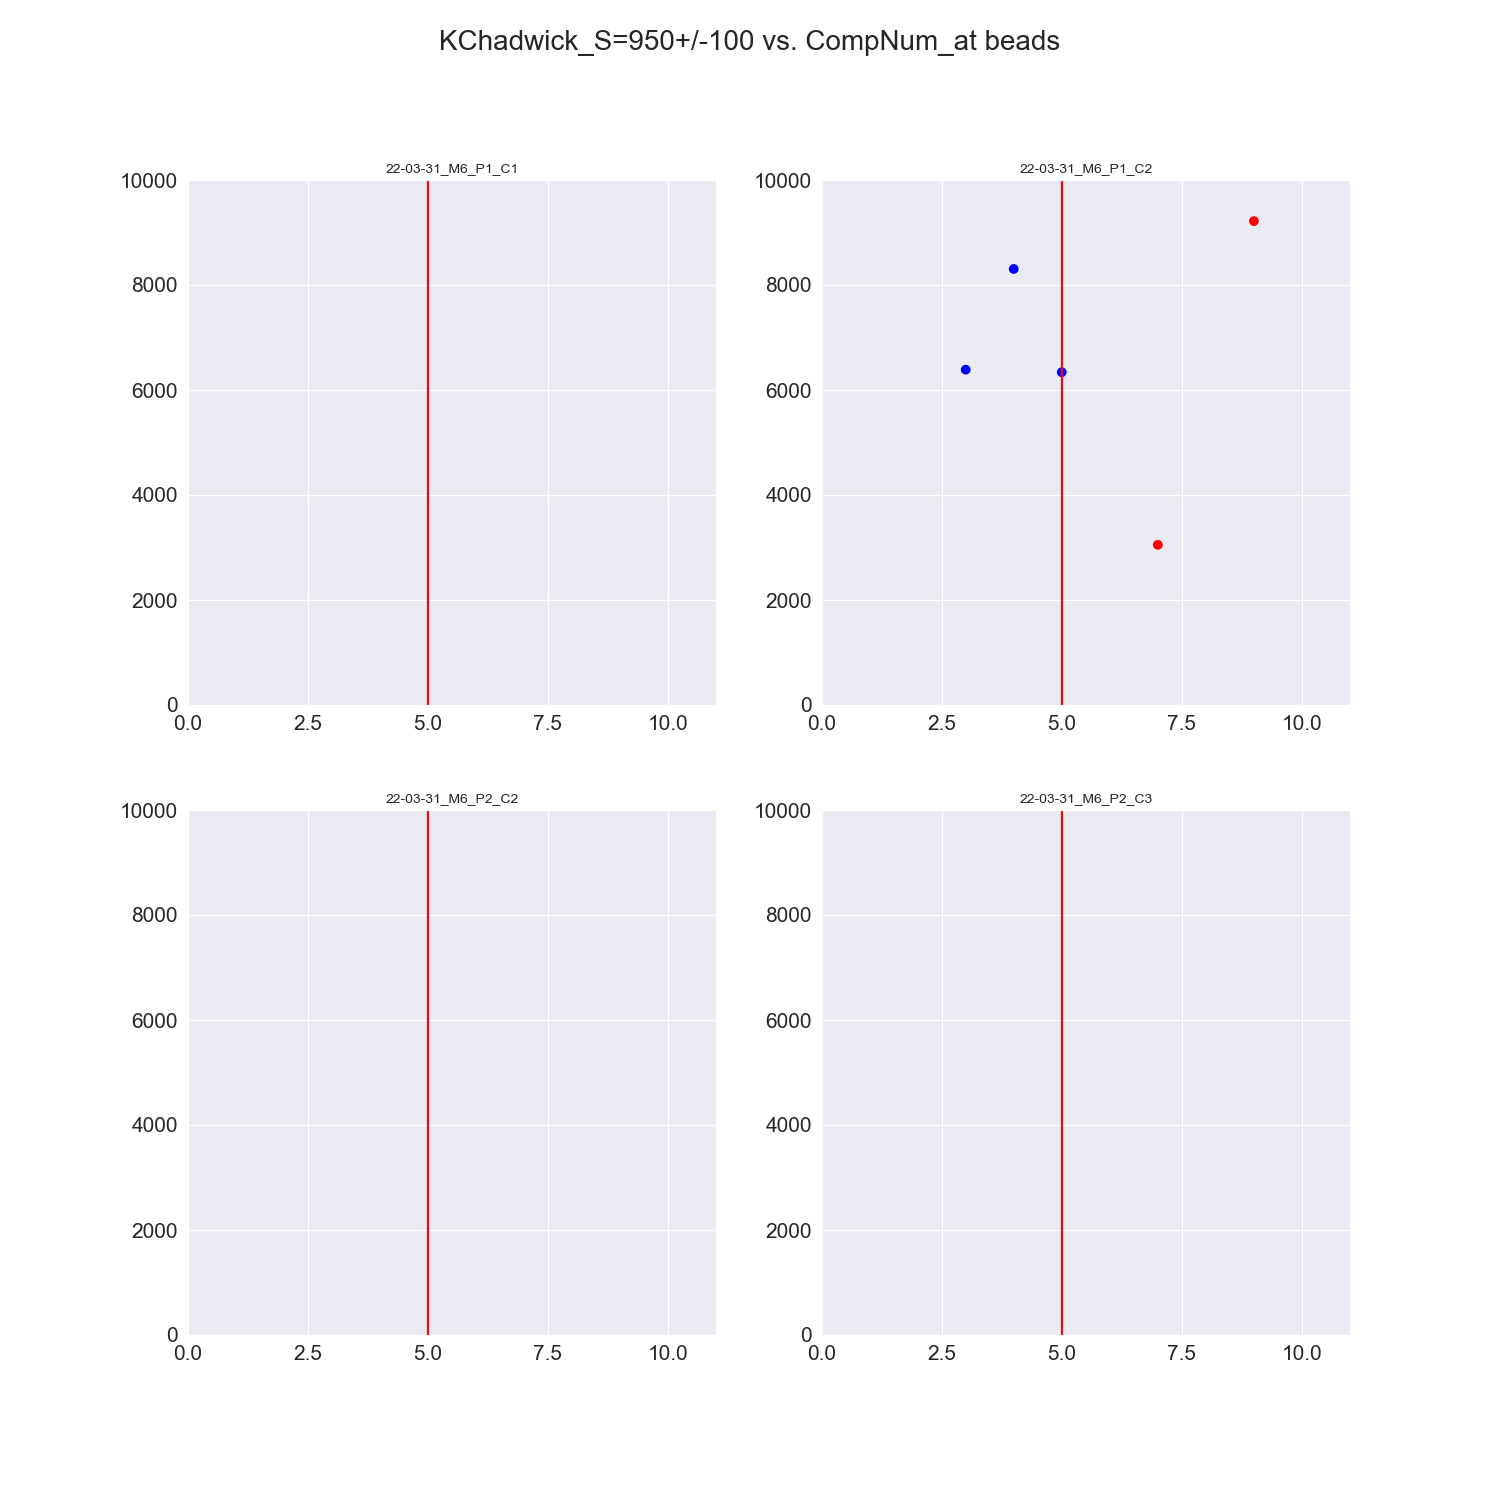 KChadwick_S=950+/-100 vs. CompNum_at beads
22-03-31_M6_P1_C1
10000
8000
6000
4000
2000
0
0.0 2.5 5.0 7.5 10.0
22-03-31_M6_P1_C2
10000
8000
6000
4000
2000
0
0.0 2.5 5.0 7.5 10.0
22-03-31_M6_P2_C2
10000
8000
6000
4000
2000
0
0.0 2.5 5.0 7.5 10.0
22-03-31_M6_P2_C3
10000
8000
6000
4000
2000
0
0.0 2.5 5.0 7.5 10.0